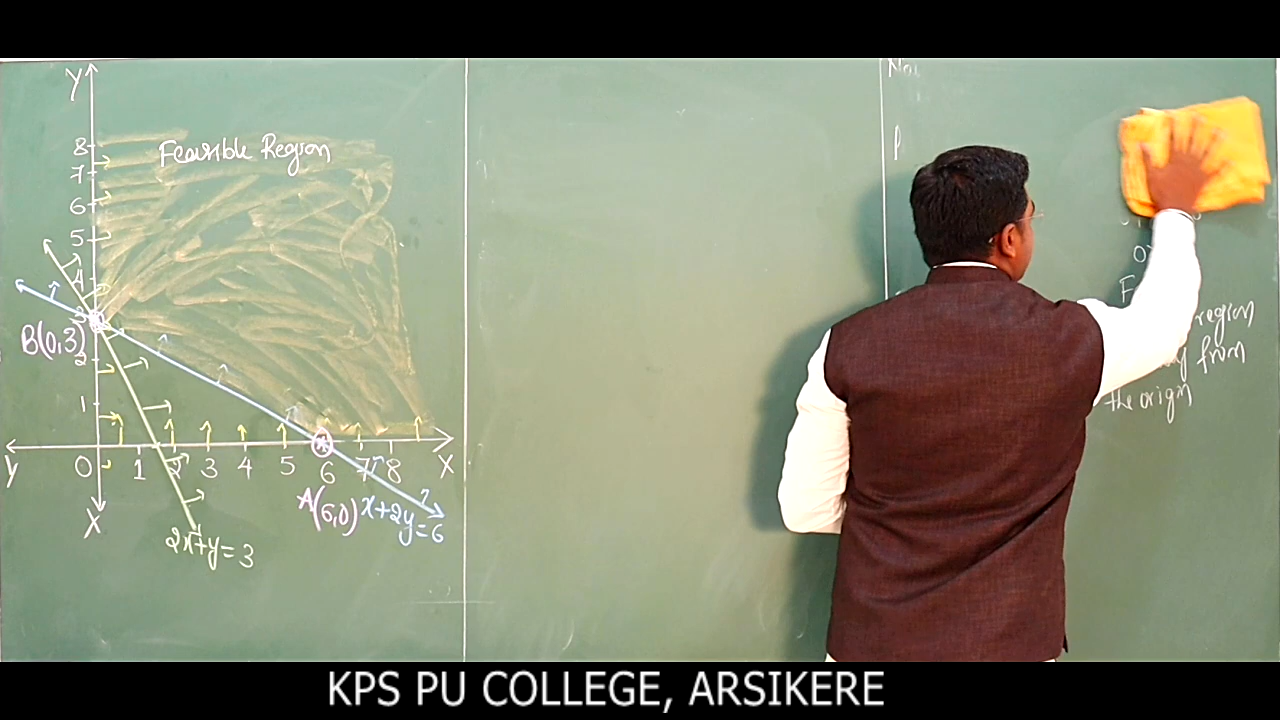 Y
8
Feasible Region
7
6
5
4
3
B(0,3)
2
1
Y 0 1 2 3 4 5 6 7 8 X
X
A(6,0) x+2y=6
2x+y=3
region
from
the origin
KPS PU COLLEGE, ARSIKERE